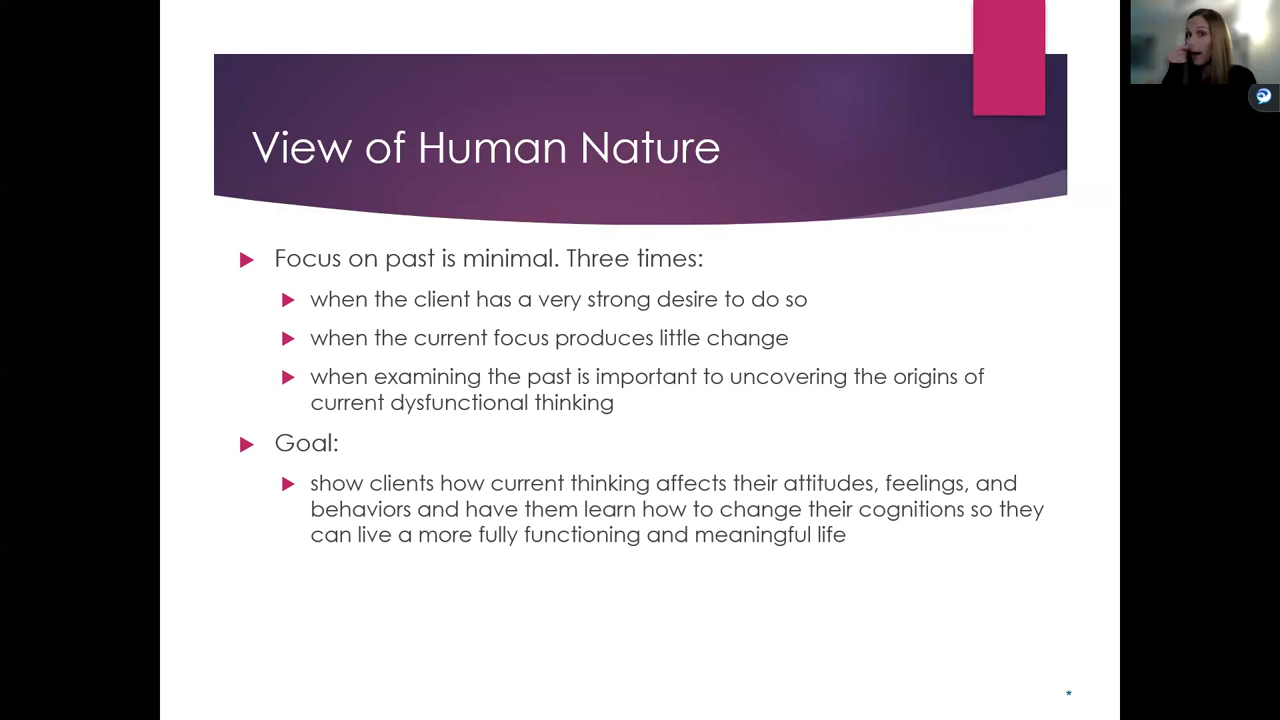 View of Human Nature
Focus on past is minimal. Three times:
when the client has a very strong desire to do so
when the current focus produces little change
when examining the past is important to uncovering the origins of
current dysfunctional thinking
Goal:
show clients how current thinking affects their attitudes, feelings, and
behaviors and have them learn how to change their cognitions so they
can live a more fully functioning and meaningful life
*